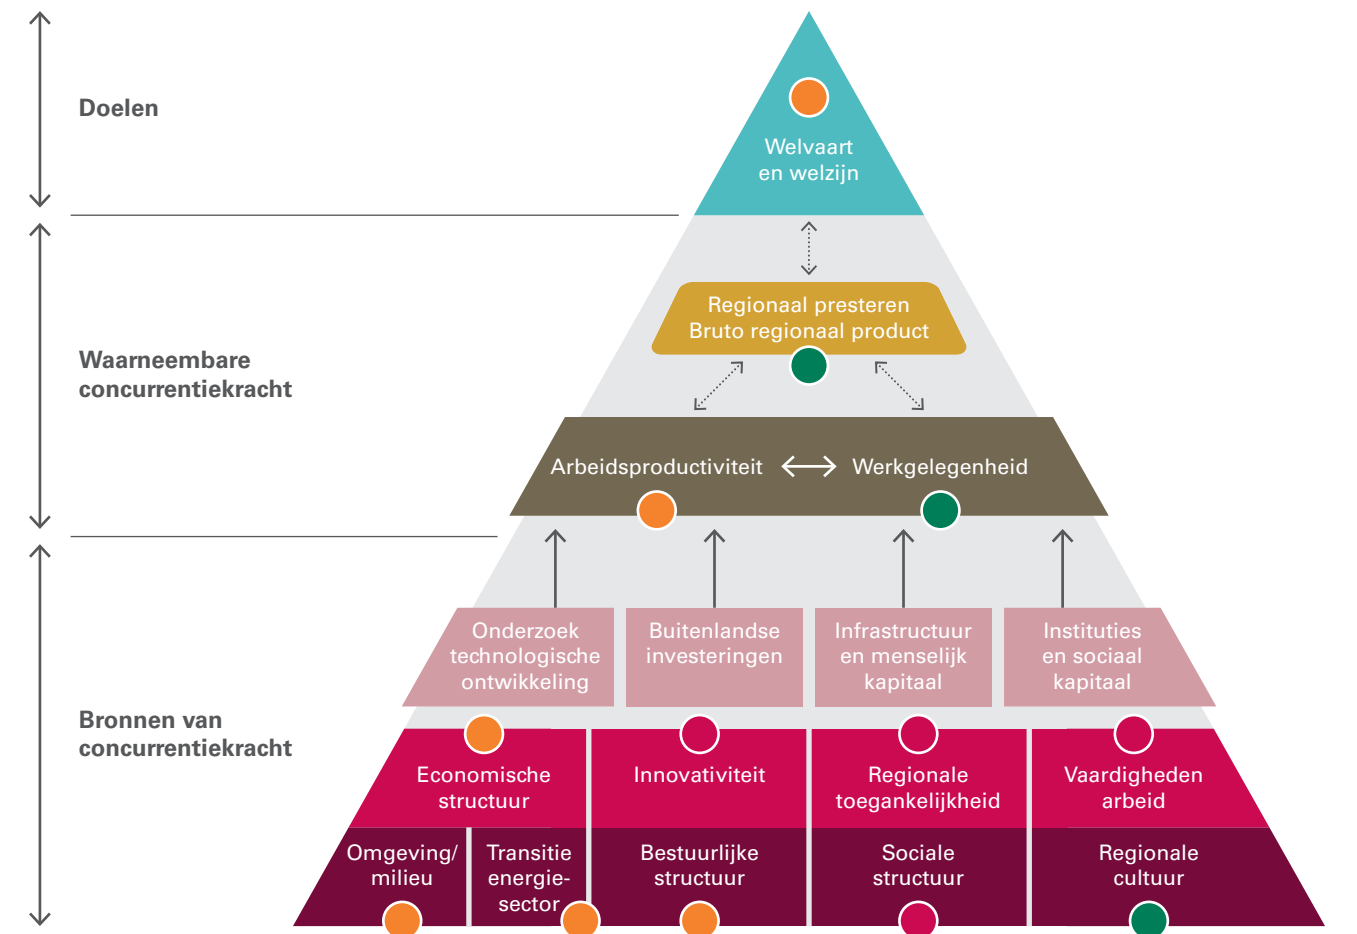 Doelen
Welvaart
en welzijn
Waarneembare
concurrentiekracht
Regionaal presteren
Bruto regionaal product
Arbeidsproductiviteit
Werkgelegenheid
Bronnen van
concurrentiekracht
Onderzoek
technologische
ontwikkeling
Buitenlandse
investeringen
Infrastructuur
en menselijk
kapitaal
Instituties
en sociaal
kapitaal
Economische
structuur
Innovativiteit
Regionale
toegankelijkheid
Vaardigheden
arbeid
Omgeving/
milieu
Transitie
energie-
sector
Bestuurlijke
structuur
Sociale
structuur
Regionale
cultuur